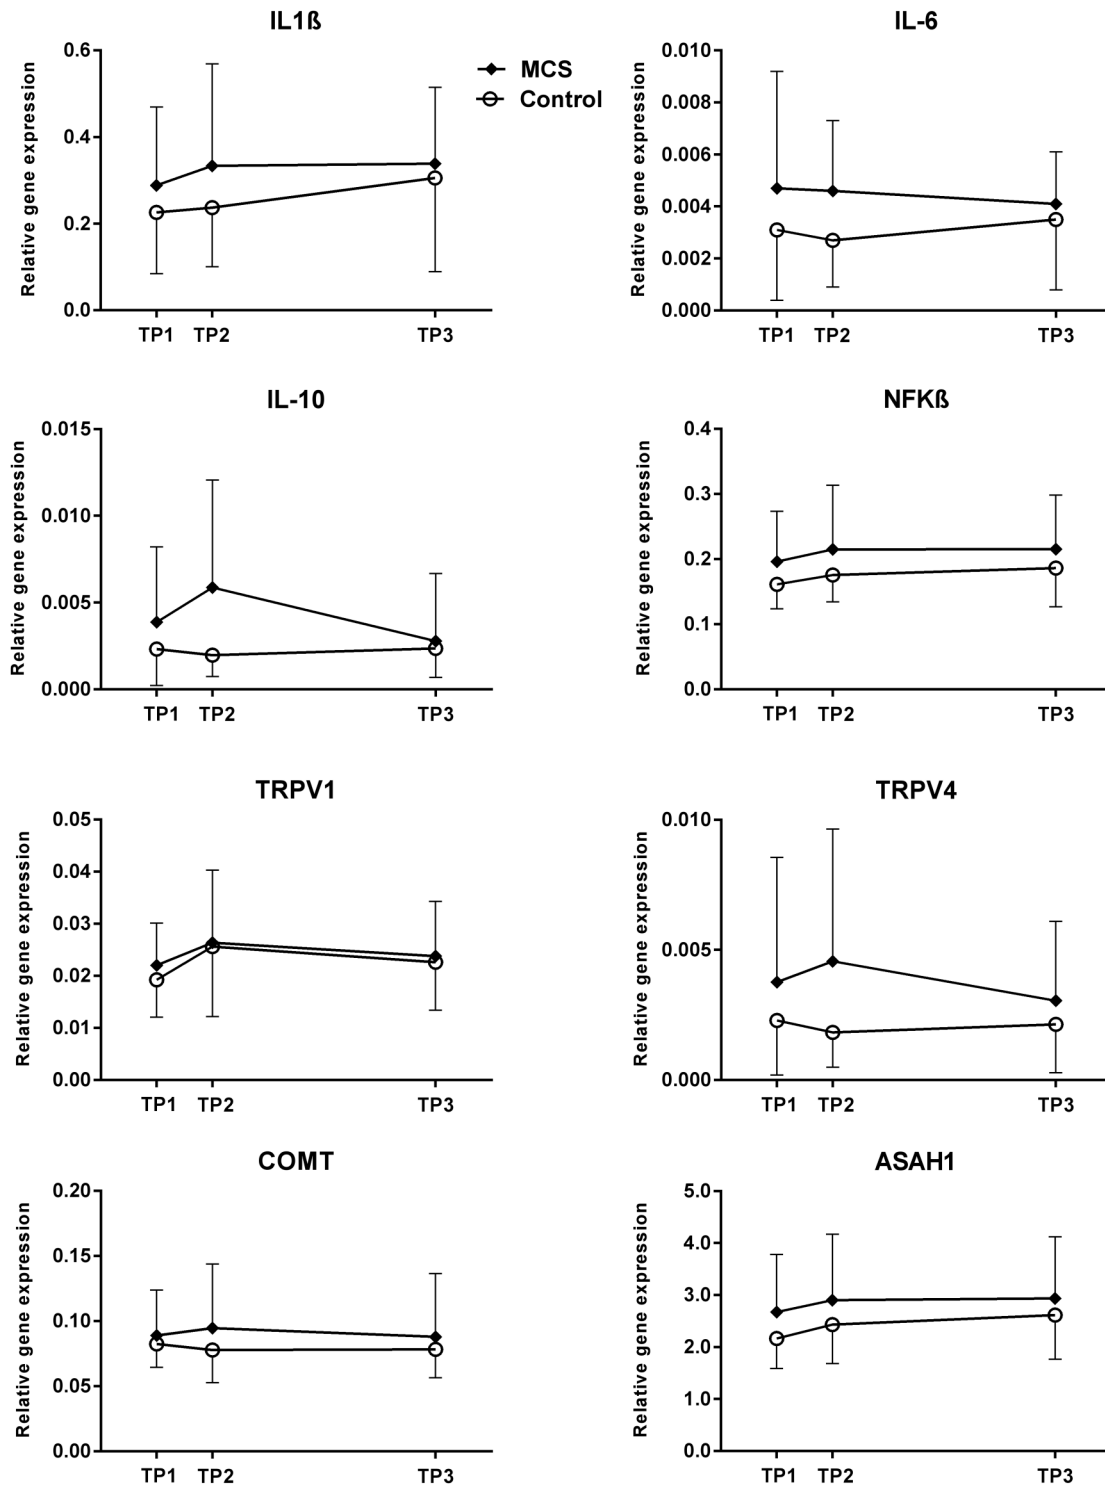 IL1ß
Relative gene expression
0.6
0.4
0.2
0.0
TP1 TP2 TP3
MCS
Control
IL-6
Relative gene expression
0.010
0.008
0.006
0.004
0.002
0.000
TP1 TP2 TP3
IL-10
Relative gene expression
0.015
0.010
0.005
0.000
TP1 TP2 TP3
NFKß
Relative gene expression
0.4
0.3
0.2
0.1
0.0
TP1 TP2 TP3
TRPV1
Relative gene expression
0.05
0.04
0.03
0.02
0.01
0.00
TP1 TP2 TP3
TRPV4
Relative gene expression
0.010
0.005
0.000
TP1 TP2 TP3
COMT
Relative gene expression
0.20
0.15
0.10
0.05
0.00
TP1 TP2 TP3
ASAH1
Relative gene expression
5.0
4.0
3.0
2.0
1.0
0.0
TP1 TP2 TP3